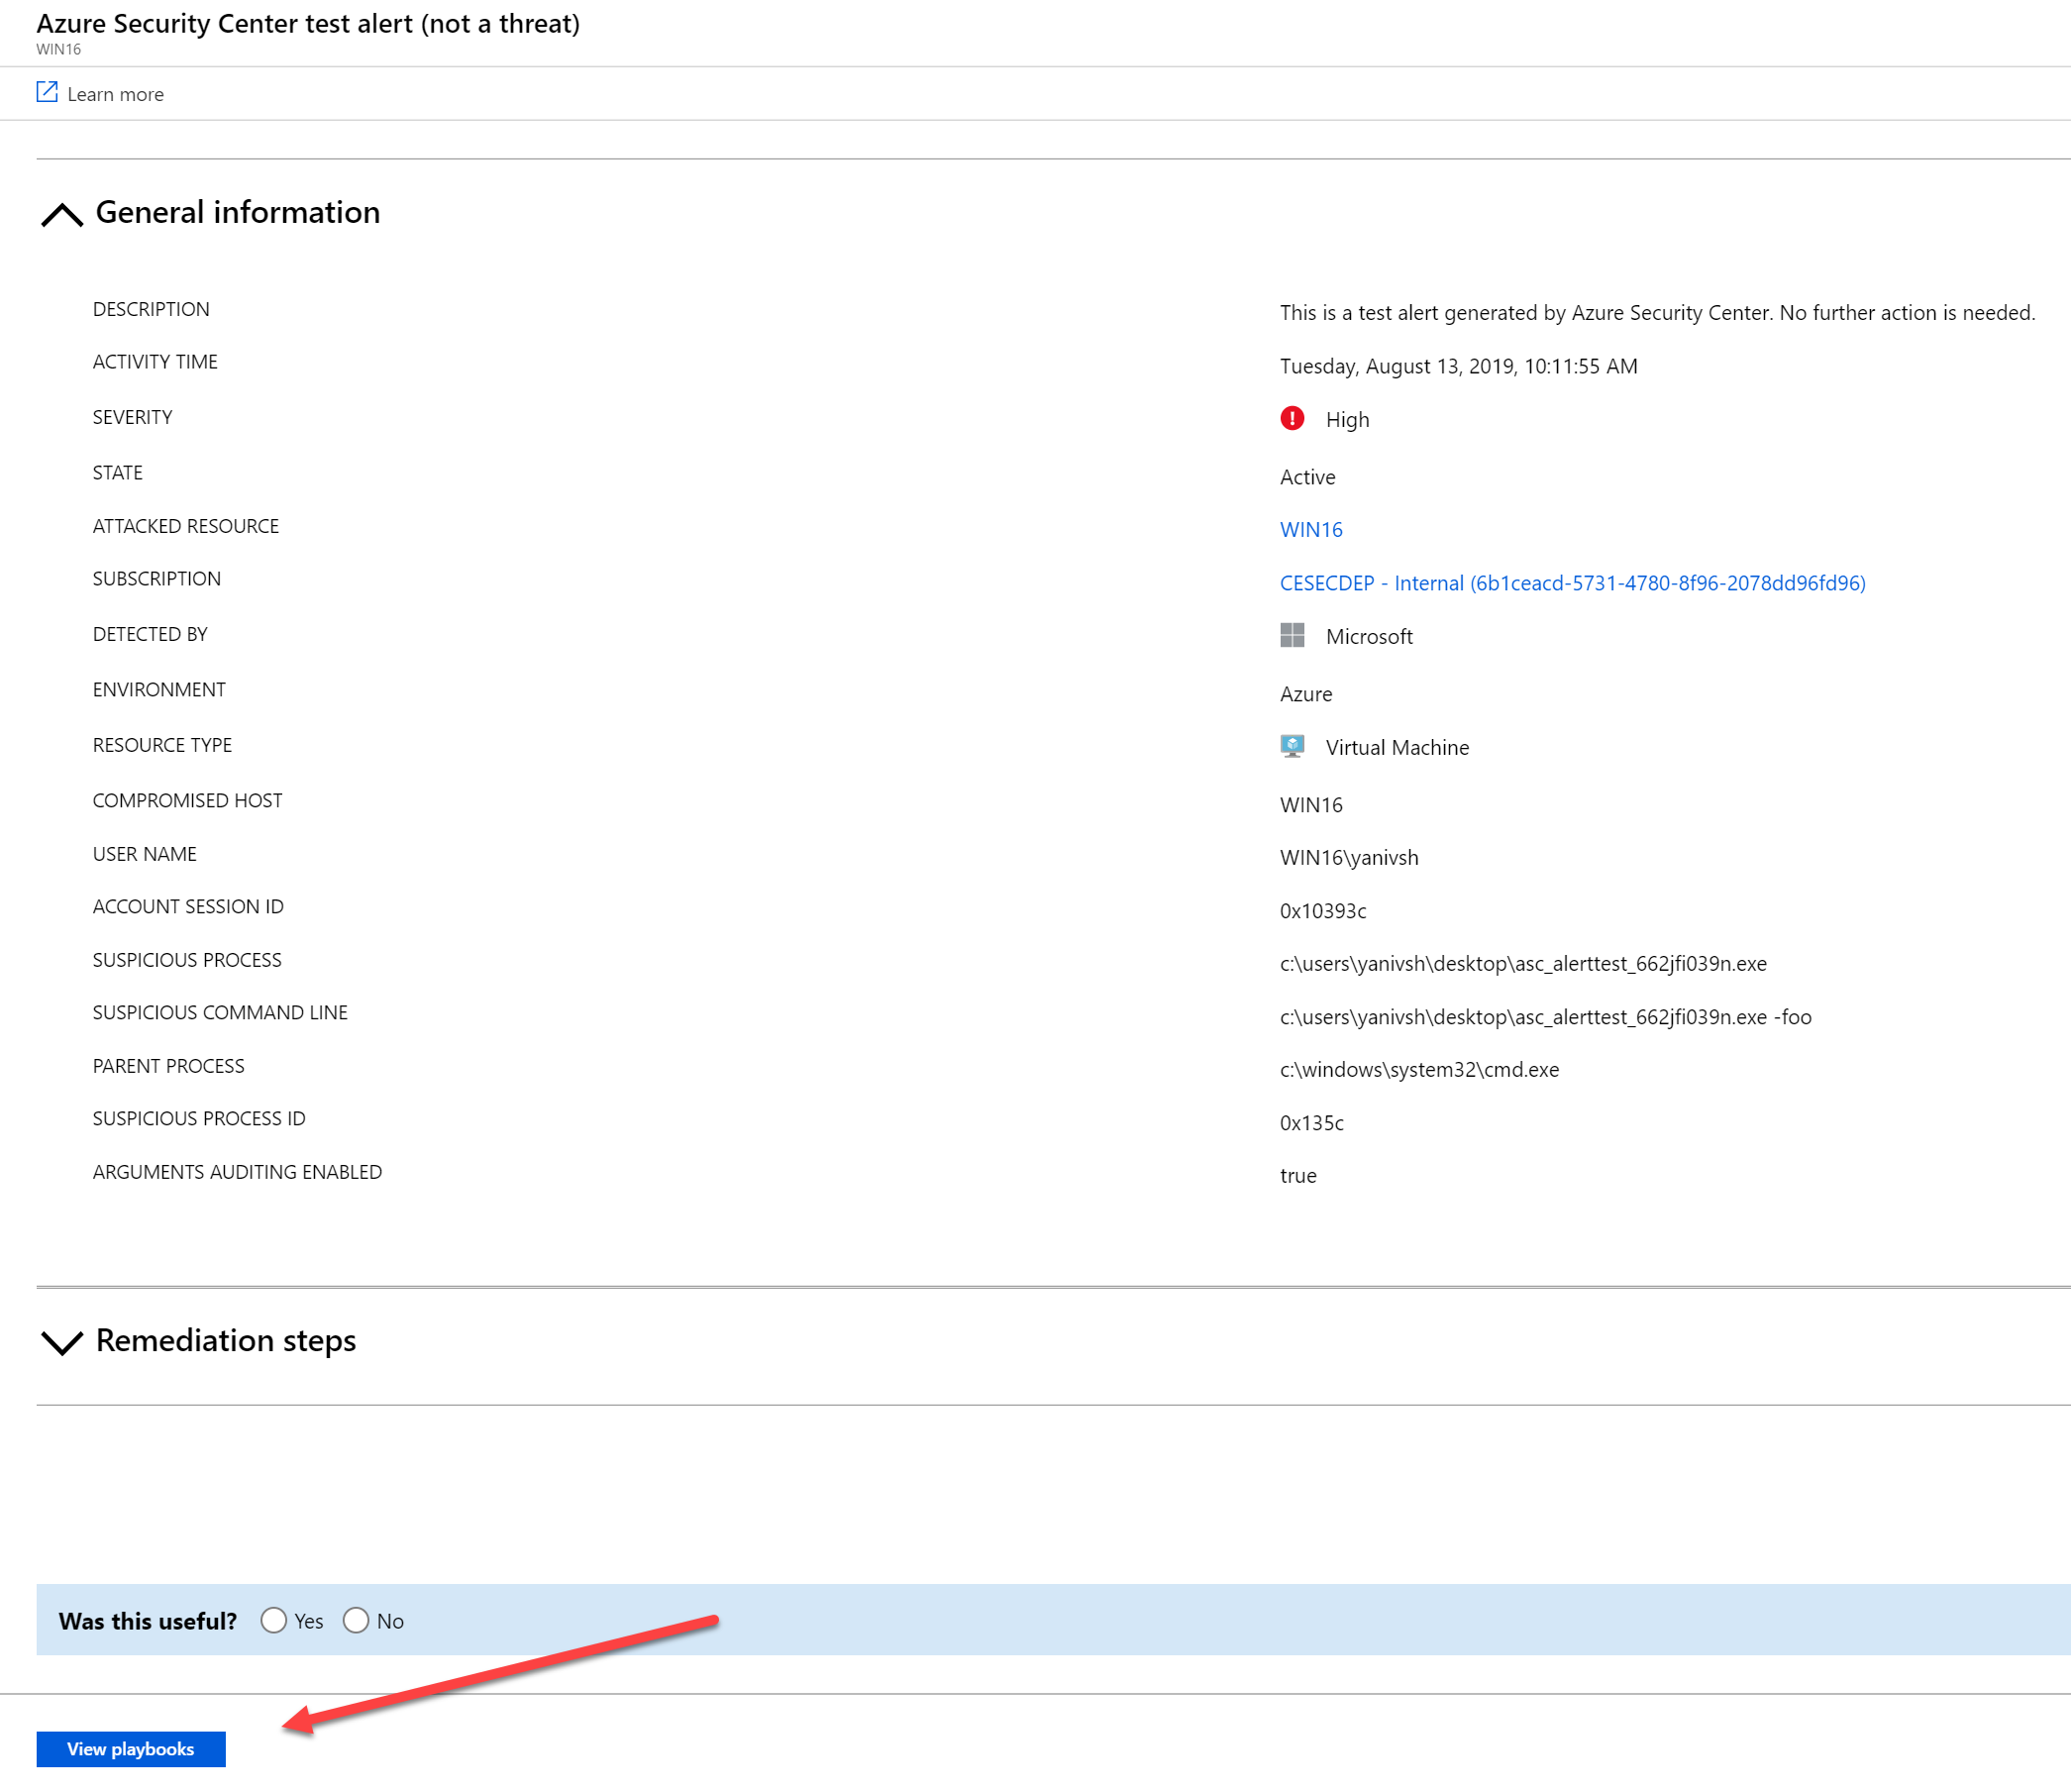 Azure Security Center test alert (not a threat)
WIN16
Learn more
General information
DESCRIPTION This is a test alert generated by Azure Security Center. No further action is needed.
ACTIVITY TIME Tuesday, August 13, 2019, 10:11:55 AM
SEVERITY High
STATE Active
ATTACKED RESOURCE WIN16
SUBSCRIPTION CESECDEP - Internal (6b1ceacd-5731-4780-8f96-2078dd96fd96)
DETECTED BY Microsoft
ENVIRONMENT Azure
RESOURCE TYPE Virtual Machine
COMPROMISED HOST WIN16
USER NAME WIN16\yanivsh
ACCOUNT SESSION ID 0x10393c
SUSPICIOUS PROCESS c:\users\yanivsh\desktop\asc_alerttest_662jfi039n.exe
SUSPICIOUS COMMAND LINE c:\users\yanivsh\desktop\asc_alerttest_662jfi039n.exe -foo
PARENT PROCESS c:\windows\system32\cmd.exe
SUSPICIOUS PROCESS ID 0x135c
ARGUMENTS AUDITING ENABLED true
Remediation steps
Was this useful? Yes No
View playbooks